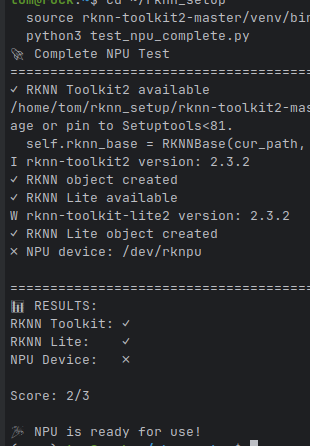 tom@rock:~$ cd ~/rknn_setup
source rknn-toolkit2-master/venv/bin
python3 test_npu_complete.py
🚀 Complete NPU Test
====================================
✓ RKNN Toolkit2 available
/home/tom/rknn_setup/rknn-toolkit2-mas
age or pin to Setuptools<81.
self.rknn_base = RKNNBase(cur_path,
I rknn-toolkit2 version: 2.3.2
✓ RKNN object created
✓ RKNN Lite available
W rknn-toolkit-lite2 version: 2.3.2
✓ RKNN Lite object created
✕ NPU device: /dev/rknpu
====================================
📊 RESULTS:
RKNN Toolkit: ✓
RKNN Lite: ✓
NPU Device: ✕
Score: 2/3
🎉 NPU is ready for use!